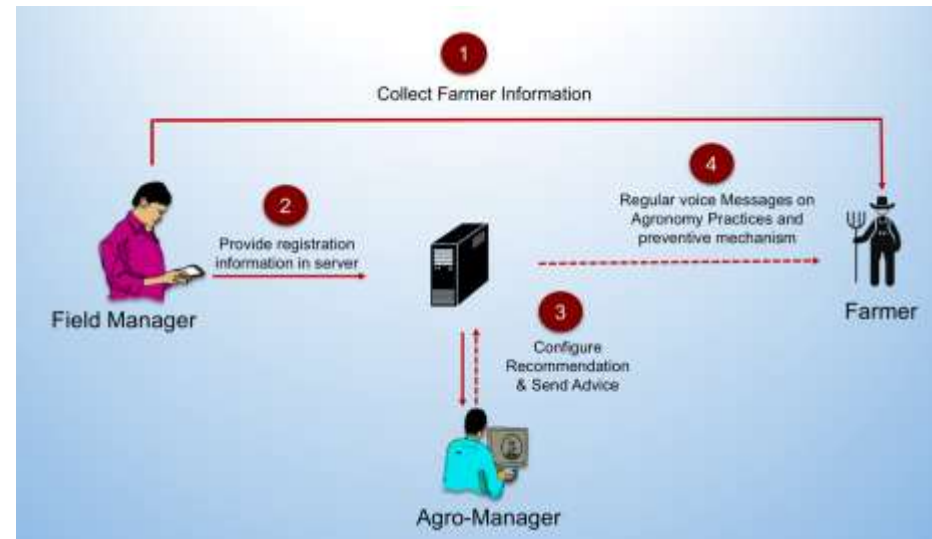 1
Collect Farmer Information
2
Provide registration
information in server
Field Manager
4
Regular voice Messages on
Agronomy Practices and
preventive mechanism
Farmer
3
Configure
Recommendation
& Send Advice
Agro-Manager